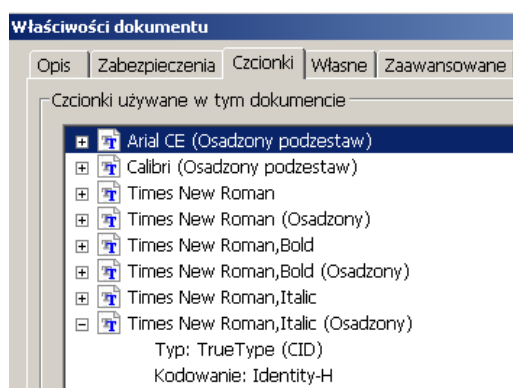 Właściwości dokumentu
Opis Zabezpieczenia Czcionki Własne Zaawansowane
Czcionki używane w tym dokumencie
Arial CE (Osadzony podzestaw)
Calibri (Osadzony podzestaw)
Times New Roman
Times New Roman (Osadzony)
Times New Roman,Bold
Times New Roman,Bold (Osadzony)
Times New Roman,Italic
Times New Roman,Italic (Osadzony)
Typ: TrueType (CID)
Kodowanie: Identity-H